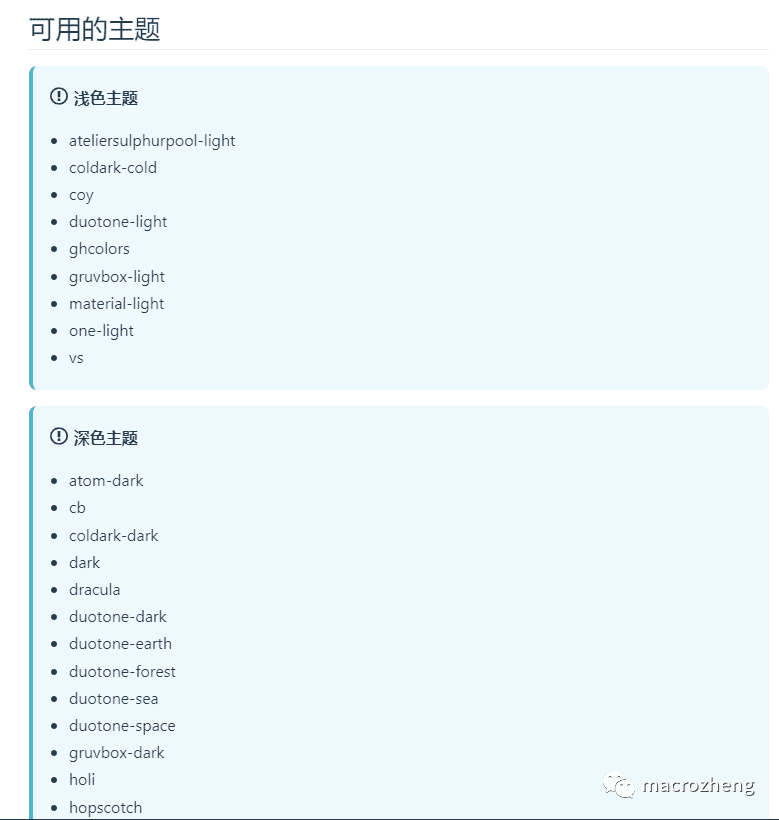 可用的主题
浅色主题
ateliersulphurpool-light
coldark-cold
coy
duotone-light
ghcolors
gruvbox-light
material-light
one-light
vs
深色主题
atom-dark
cb
coldark-dark
dark
dracula
duotone-dark
duotone-earth
duotone-forest
duotone-sea
duotone-space
gruvbox-dark
holi
hopscotch
macrozheng